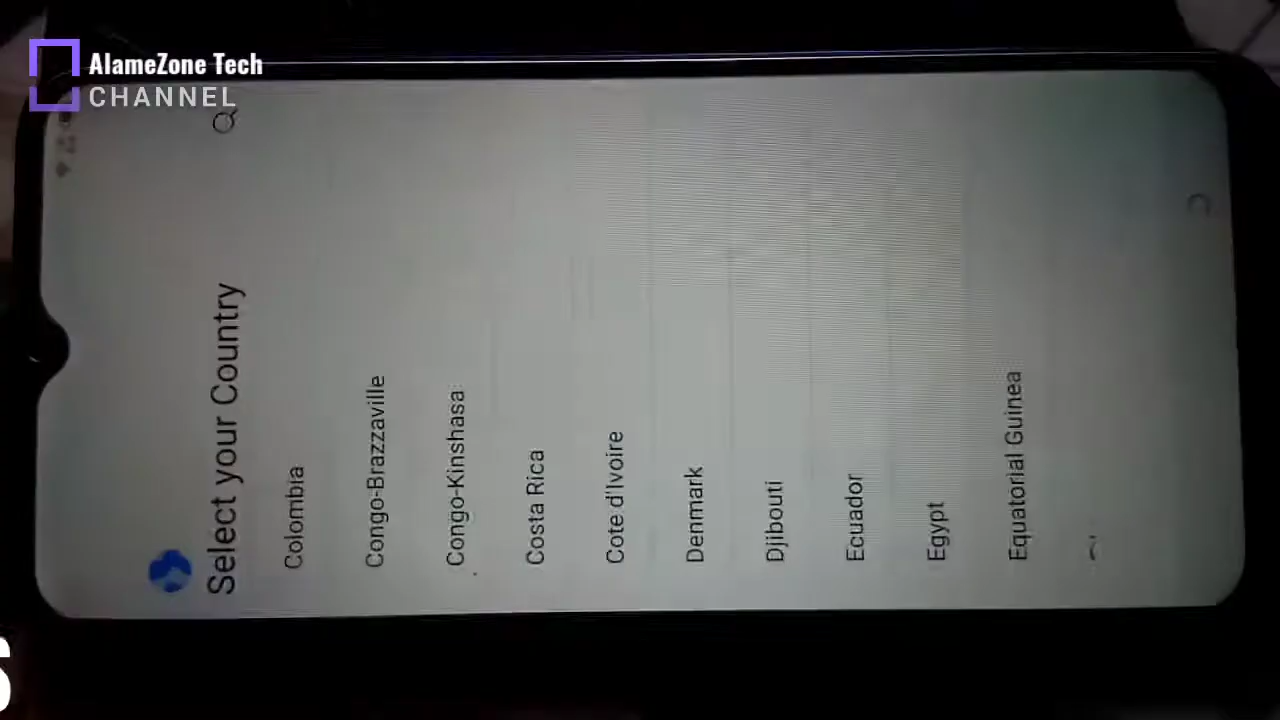 AlameZone Tech
CHANNEL
Select your Country
Colombia
Congo-Brazzaville
Congo-Kinshasa
Costa Rica
Cote d'Ivoire
Denmark
Djibouti
Ecuador
Egypt
Equatorial Guinea